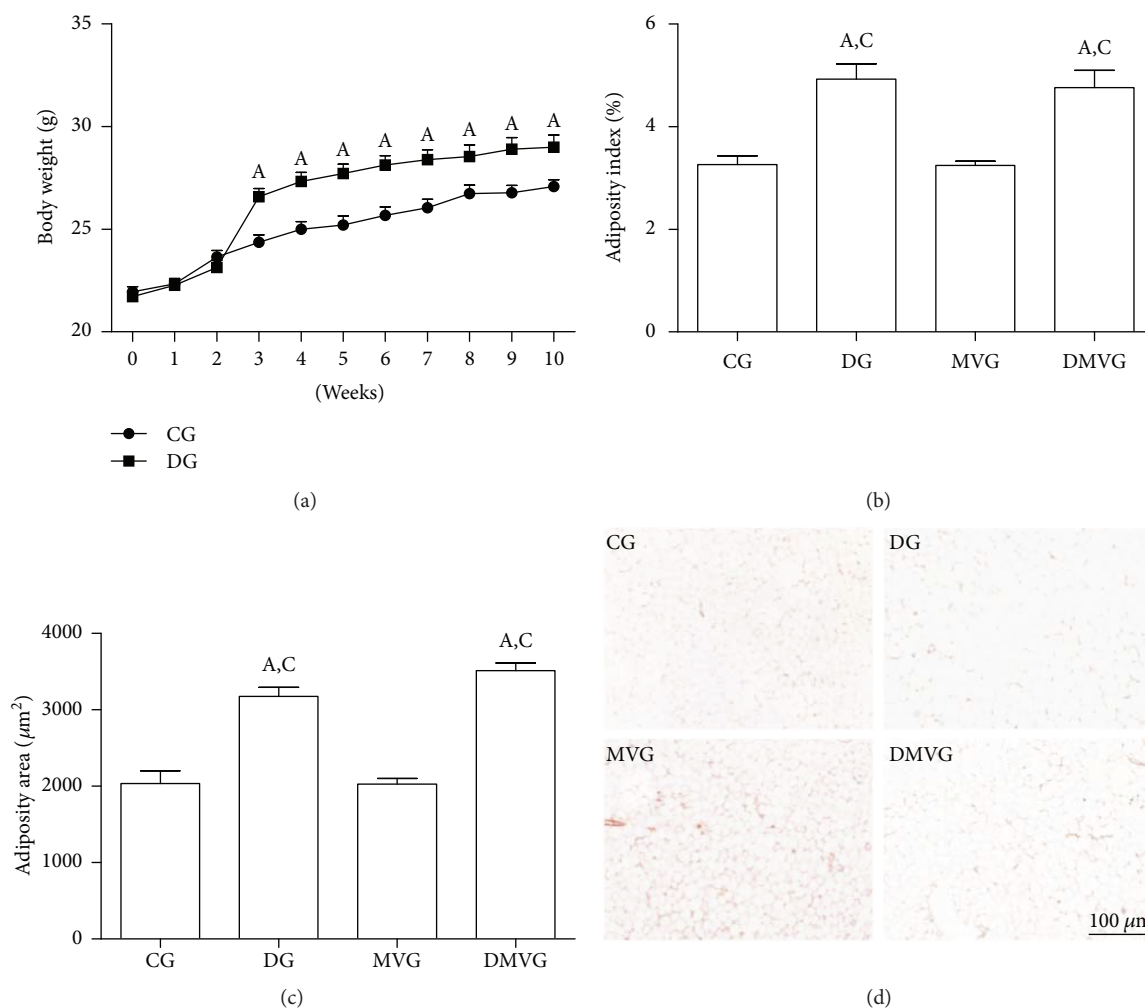 35
30
25
20
Body weight (g)
A A A A A A A A
0 1 2 3 4 5 6 7 8 9 10
(Weeks)
CG
DG
(a)
6
4
2
0
Adiposity index (%)
A,C
A,C
CG DG MVG DMVG
(b)
4000
3000
2000
1000
0
Adiposity area (μm²)
A,C
A,C
CG DG MVG DMVG
(c)
CG
DG
MVG
DMVG
100 μm
(d)